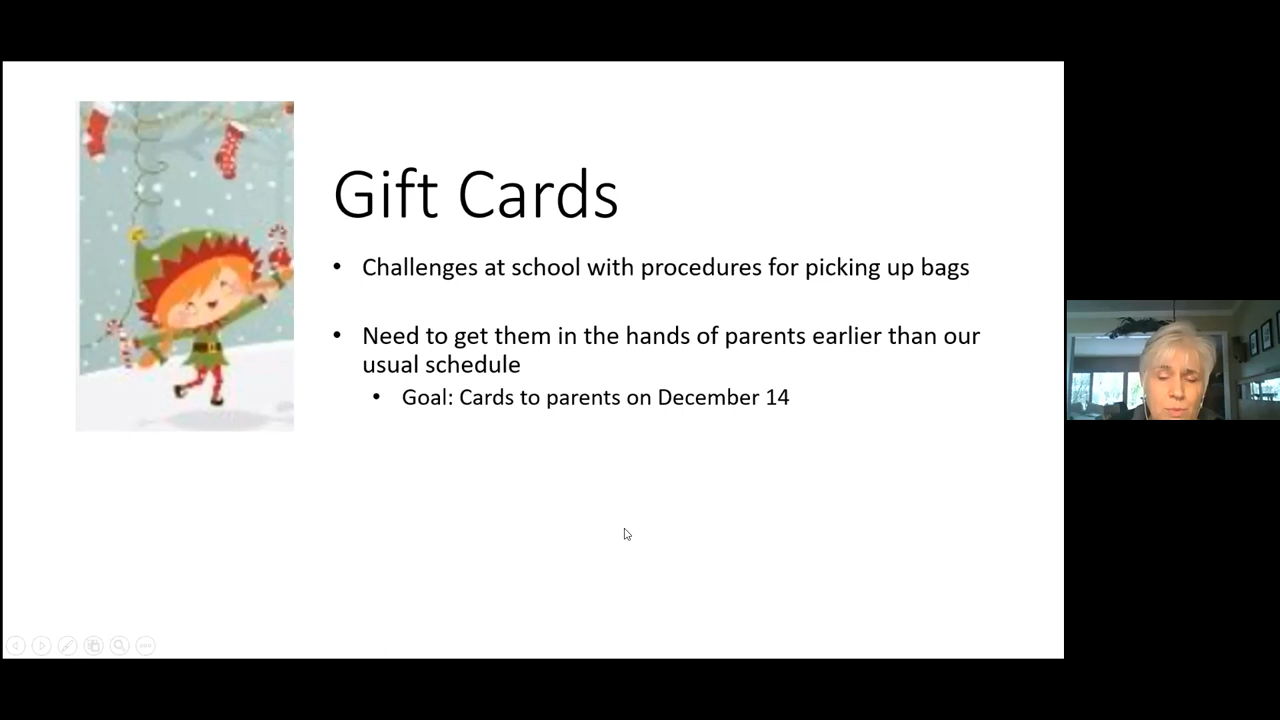 Gift Cards
• Challenges at school with procedures for picking up bags
• Need to get them in the hands of parents earlier than our
usual schedule
• Goal: Cards to parents on December 14